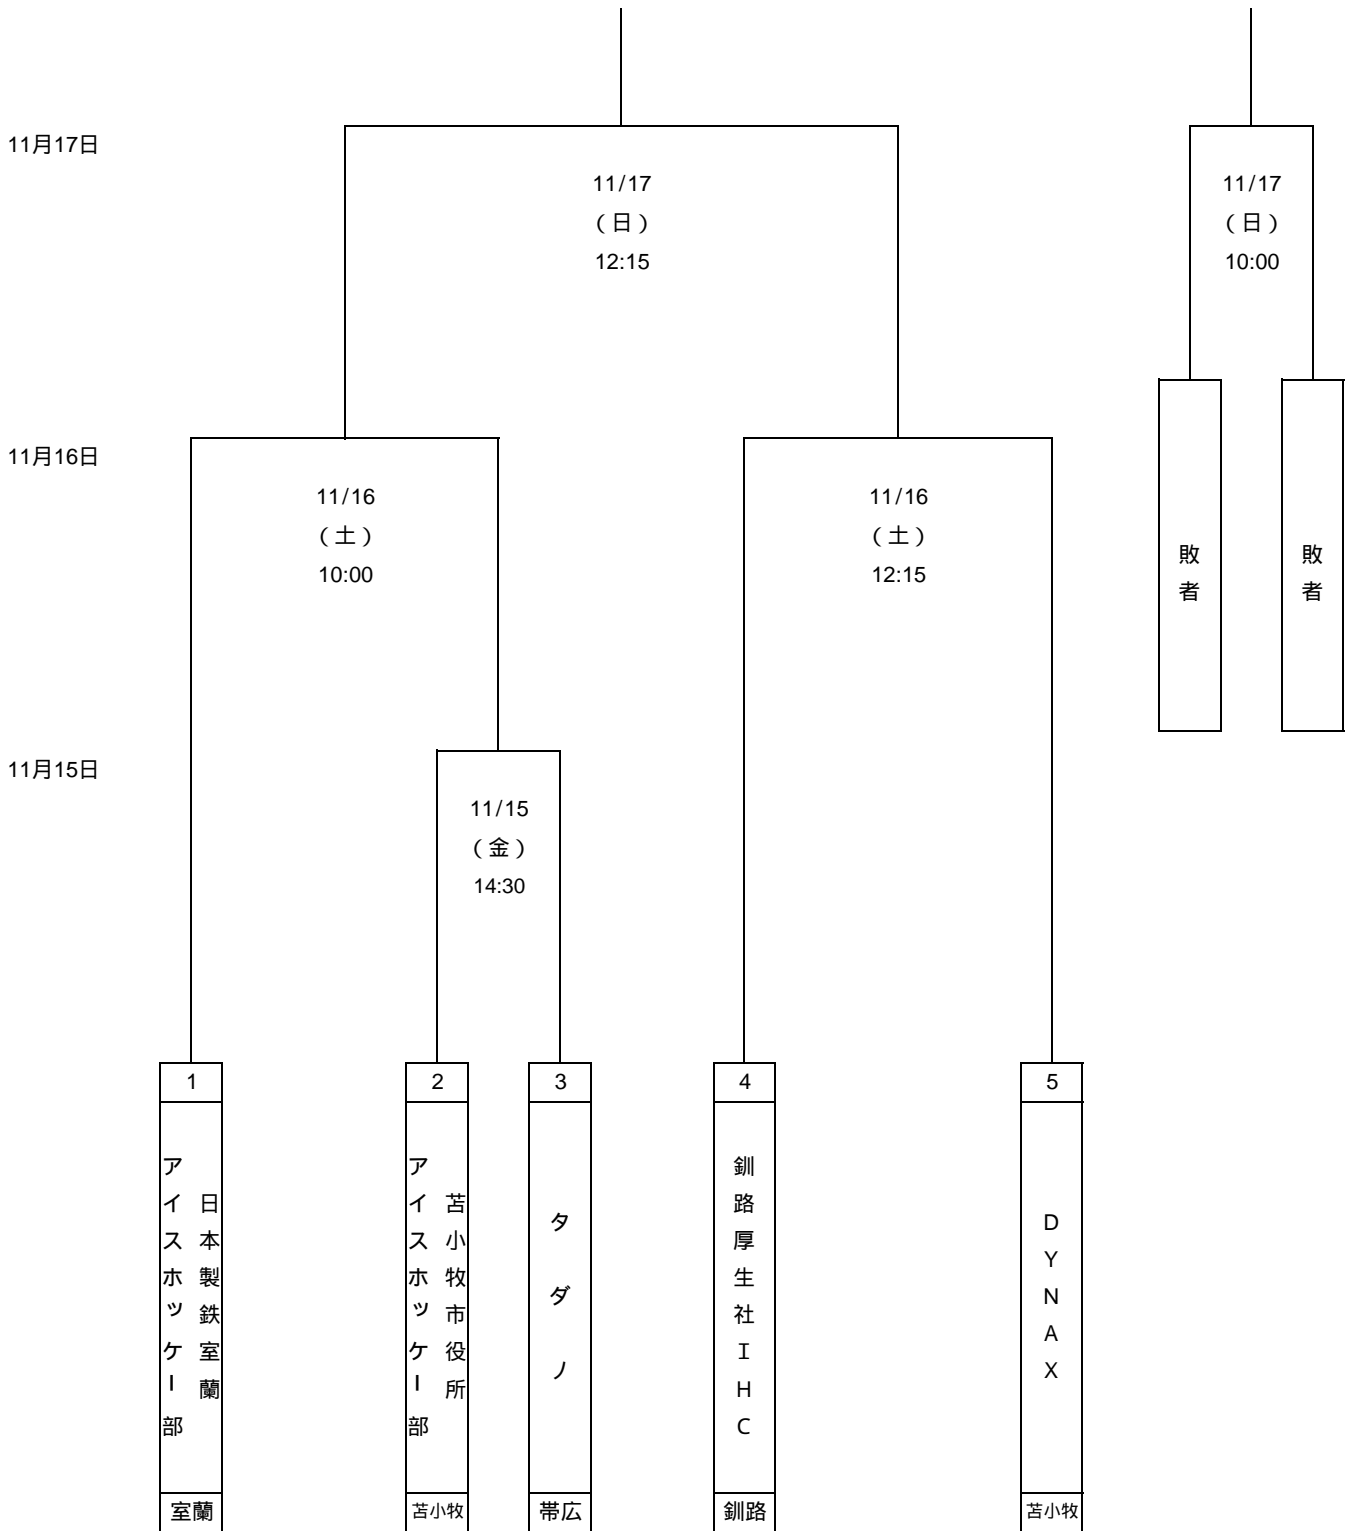 11月17日
11/17
（日）
12:15
11/17
（日）
10:00
11月16日
11/16
（土）
10:00
11/16
（土）
12:15
敗者
敗者
11月15日
11/15
（金）
14:30
1
日本製鉄室蘭
アイスホッケー部
室蘭
2
苫小牧市役所
アイスホッケー部
苫小牧
3
タダノ
帯広
4
釧路厚生社IHC
釧路
5
DYNAX
苫小牧